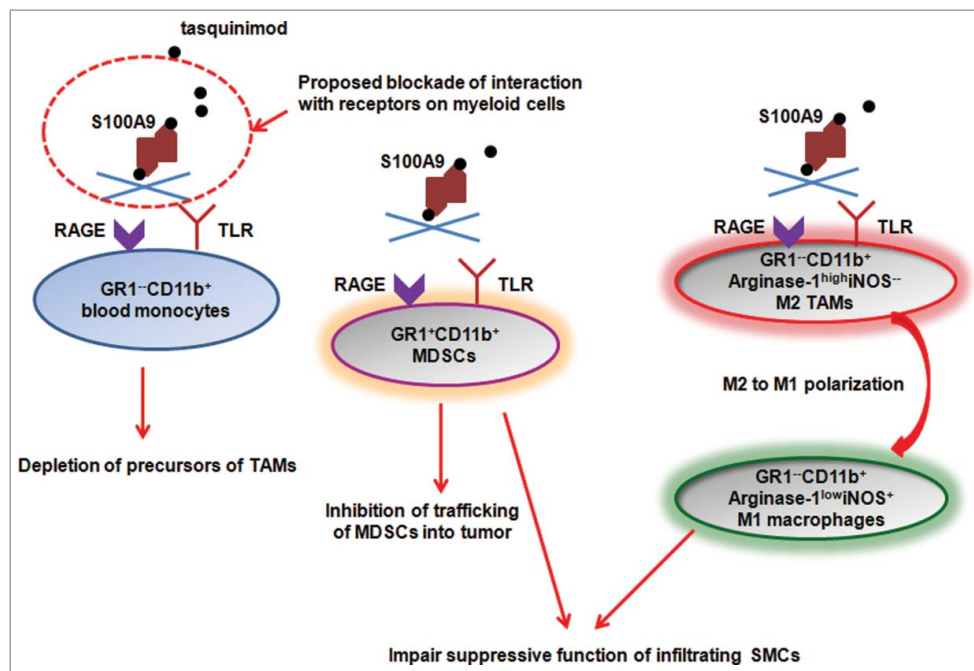 tasquinimod
Proposed blockade of interaction
with receptors on myeloid cells
S100A9
RAGE
TLR
GR1--CD11b+
blood monocytes
Depletion of precursors of TAMs
S100A9
RAGE
TLR
GR1+CD11b+
MDSCs
Inhibition of trafficking
of MDSCs into tumor
S100A9
RAGE
TLR
GR1--CD11b+
Arginase-1highiNOS--
M2 TAMs
M2 to M1 polarization
GR1--CD11b+
Arginase-1lowiNOS+
M1 macrophages
Impair suppressive function of infiltrating SMCs